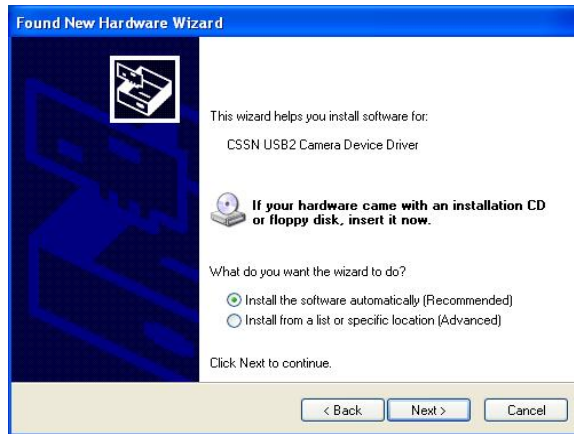 Found New Hardware Wizard
This wizard helps you install software for:
CSSN USB2 Camera Device Driver
If your hardware came with an installation CD
or floppy disk, insert it now.
What do you want the wizard to do?
Install the software automatically (Recommended)
Install from a list or specific location (Advanced)
Click Next to continue.
< Back Next > Cancel